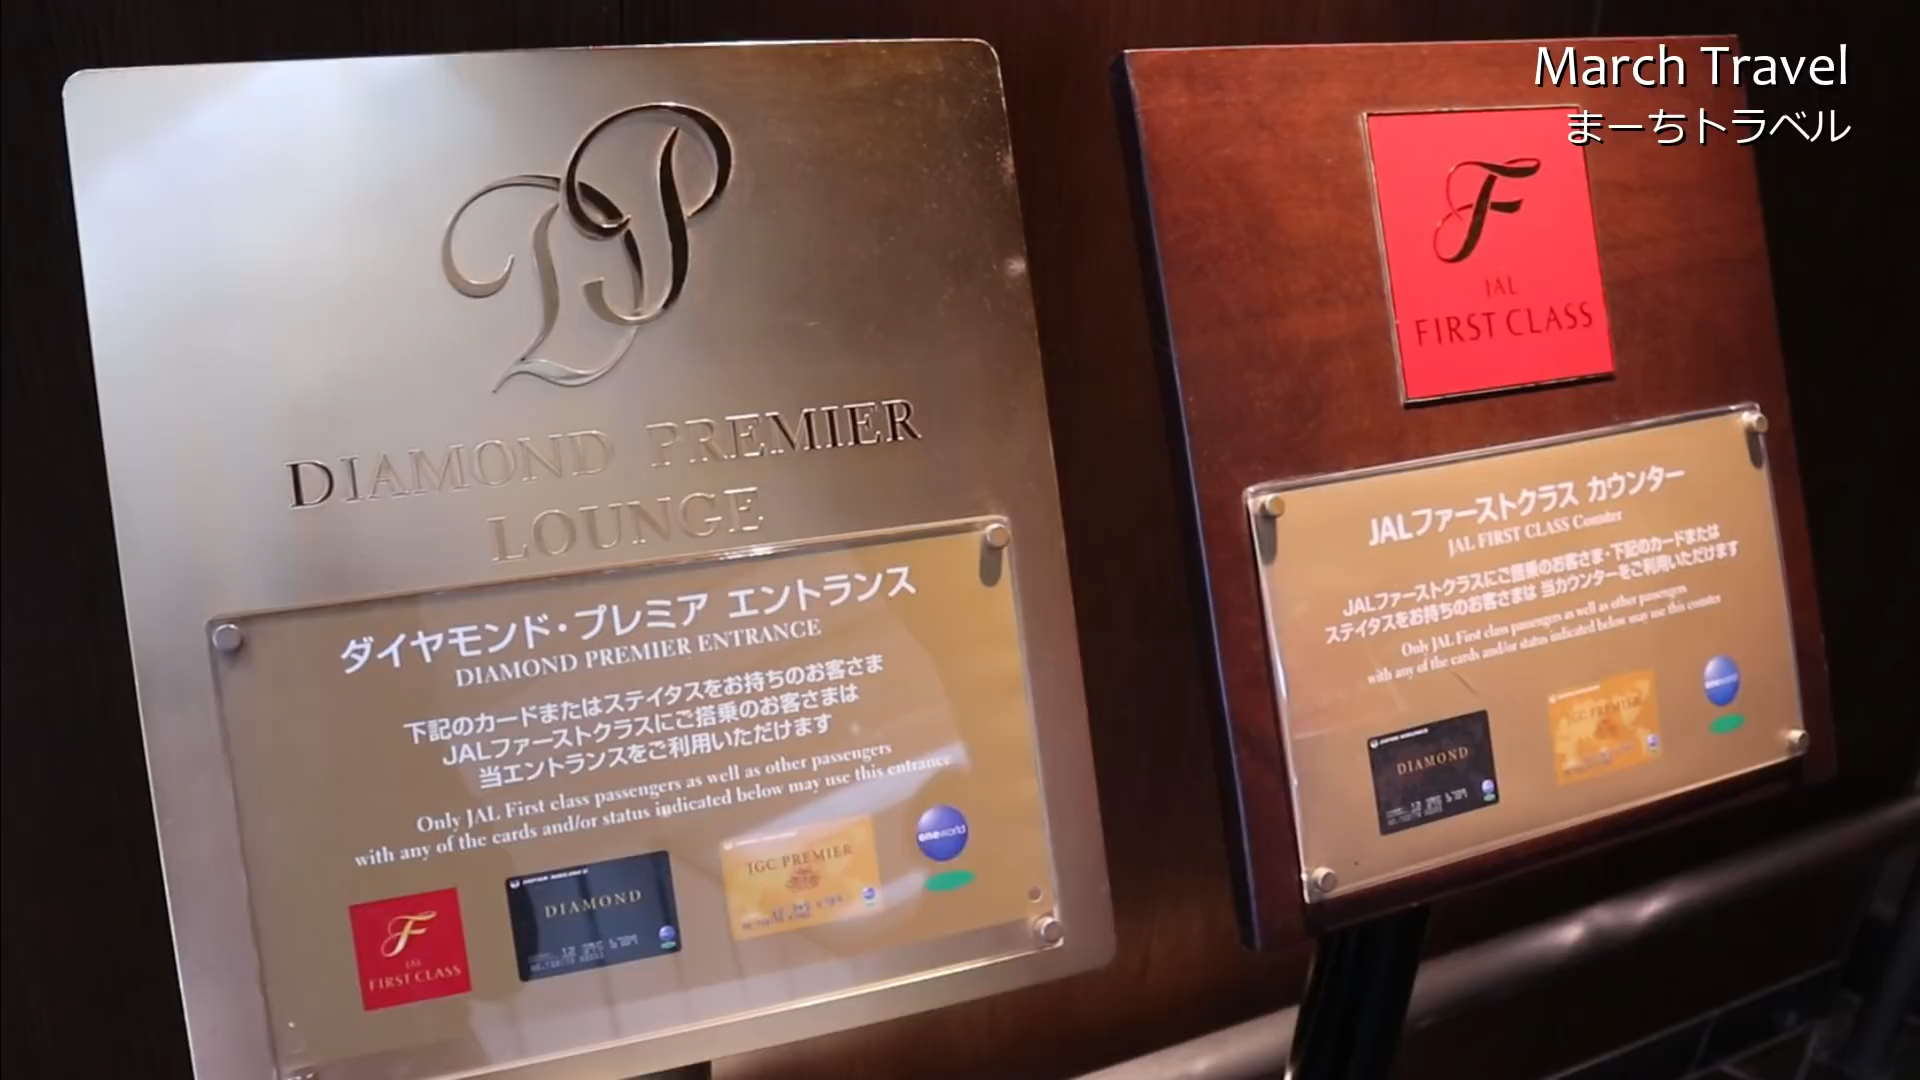 March Travel
まーちトラベル
DP
DIAMOND PREMIER
LOUNGE
ダイヤモンド・プレミア エントランス
DIAMOND PREMIER ENTRANCE
下記のカードまたはステイタスをお持ちのお客さま
JALファーストクラスにご搭乗のお客さまは
当エントランスをご利用いただけます
Only JAL First class passengers as well as other passengers
with any of the cards and/or status indicated below may use this entrance
F
JAL
FIRST CLASS
DIAMOND
JGC PREMIER
oneworld
F
JAL
FIRST CLASS
JALファーストクラス カウンター
JAL FIRST CLASS Counter
JALファーストクラスにご搭乗のお客さま・下記のカードまたは
ステイタスをお持ちのお客さまは 当カウンターをご利用いただけます
Only JAL First class passengers as well as other passengers
with any of the cards and/or status indicated below may use this counter
DIAMOND
JGC PREMIER
oneworld